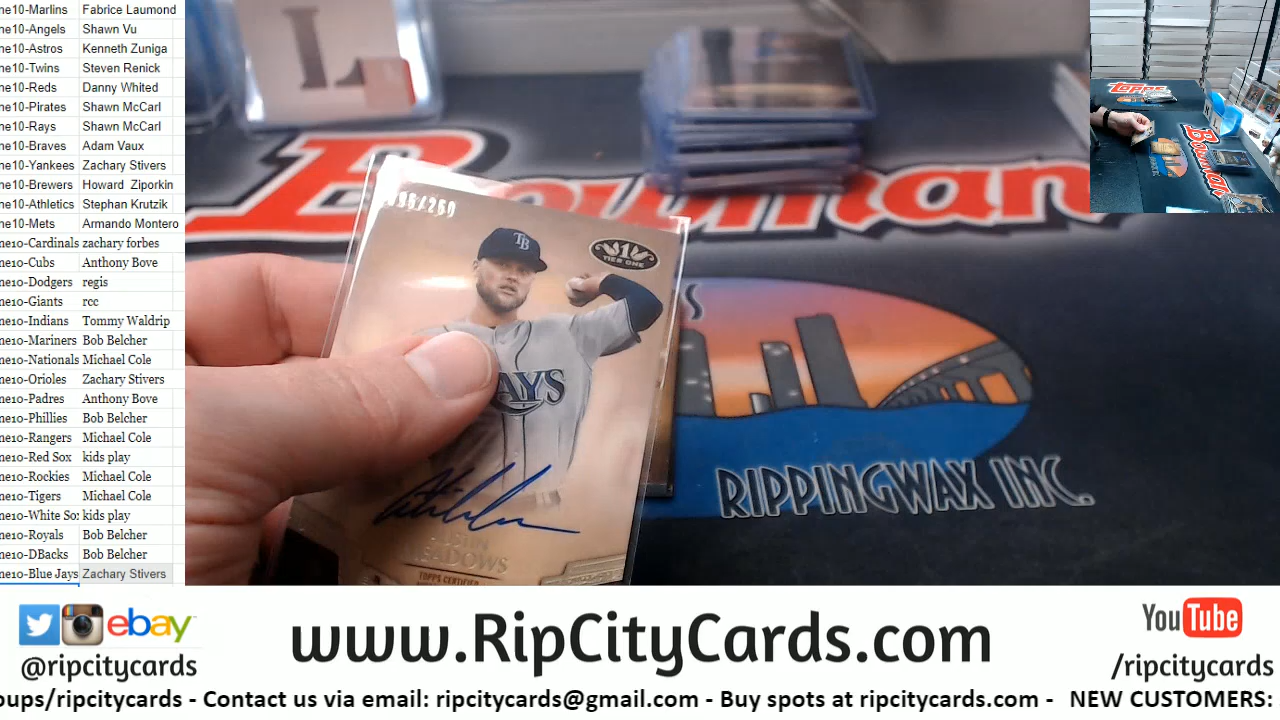 ne10-Marlins Fabrice Laumond
ne10-Angels Shawn Vu
ne10-Astros Kenneth Zuniga
ne10-Twins Steven Renick
ne10-Reds Danny Whited
ne10-Pirates Shawn McCarl
ne10-Rays Shawn McCarl
ne10-Braves Adam Vaux
ne10-Yankees Zachary Stivers
ne10-Brewers Howard Ziporkin
ne10-Athletics Stephan Krutzik
ne10-Mets Armando Montero
ne10-Cardinals zachary forbes
ne10-Cubs Anthony Bove
ne10-Dodgers regis
ne10-Giants rcc
ne10-Indians Tommy Waldrip
ne10-Mariners Bob Belcher
ne10-Nationals Michael Cole
ne10-Orioles Zachary Stivers
ne10-Padres Anthony Bove
ne10-Phillies Bob Belcher
ne10-Rangers Michael Cole
ne10-Red Sox kids play
ne10-Rockies Michael Cole
ne10-Tigers Michael Cole
ne10-White Sox kids play
ne10-Royals Bob Belcher
ne10-DBacks Bob Belcher
ne10-Blue Jays Zachary Stivers
L
Bowman
/260
TB
1
TIER ONE
AYS
EADOWS
TOPPS CERTIFIED
RIPPINGWAX INC.
Topps
Bowman
ebay
@ripcitycards
www.RipCityCards.com
YouTube
/ripcitycards
oups/ripcitycards - Contact us via email: ripcitycards@gmail.com - Buy spots at ripcitycards.com - NEW CUSTOMERS: